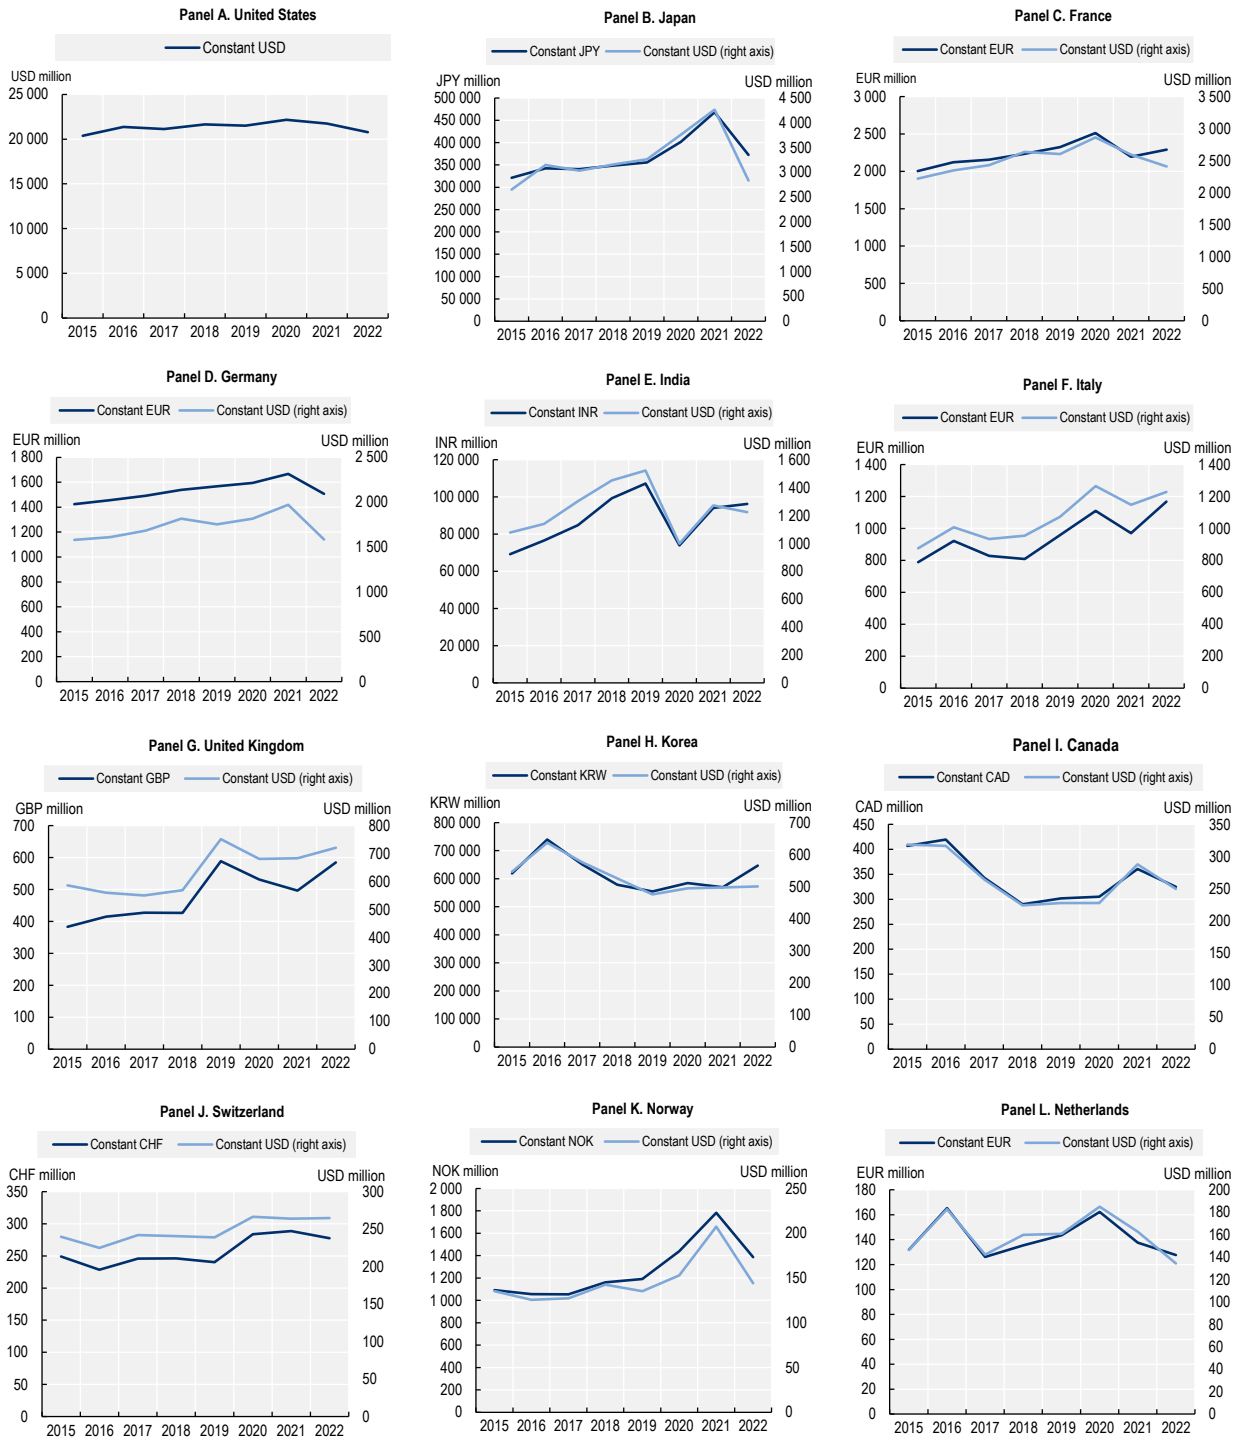 Panel A. United States
Constant USD
USD million
25 000
20 000
15 000
10 000
5 000
0
2015 2016 2017 2018 2019 2020 2021 2022
Panel B. Japan
Constant JPY Constant USD (right axis)
JPY million USD million
500 000 4 500
450 000 4 000
400 000 3 500
350 000 3 000
300 000 2 500
250 000 2 000
200 000 1 500
150 000 1 000
100 000 500
50 000 0
0
2015 2016 2017 2018 2019 2020 2021 2022
Panel C. France
Constant EUR Constant USD (right axis)
EUR million USD million
3 000 3 500
2 500 3 000
2 000 2 500
1 500 2 000
1 000 1 500
500 1 000
0 500
0
2015 2016 2017 2018 2019 2020 2021 2022
Panel D. Germany
Constant EUR Constant USD (right axis)
EUR million USD million
1 800 2 500
1 600 2 000
1 400 1 500
1 200 1 000
1 000 500
800 0
600
400
200
0
2015 2016 2017 2018 2019 2020 2021 2022
Panel E. India
Constant INR Constant USD (right axis)
INR million USD million
120 000 1 600
100 000 1 400
80 000 1 200
60 000 1 000
40 000 800
20 000 600
0 400
200
0
2015 2016 2017 2018 2019 2020 2021 2022
Panel F. Italy
Constant EUR Constant USD (right axis)
EUR million USD million
1 400 1 400
1 200 1 200
1 000 1 000
800 800
600 600
400 400
200 200
0 0
2015 2016 2017 2018 2019 2020 2021 2022
Panel G. United Kingdom
Constant GBP Constant USD (right axis)
GBP million USD million
700 800
600 700
500 600
400 500
300 400
200 300
100 200
0 100
0
2015 2016 2017 2018 2019 2020 2021 2022
Panel H. Korea
Constant KRW Constant USD (right axis)
KRW million USD million
800 000 700
700 000 600
600 000 500
500 000 400
400 000 300
300 000 200
200 000 100
100 000 0
0
2015 2016 2017 2018 2019 2020 2021 2022
Panel I. Canada
Constant CAD Constant USD (right axis)
CAD million USD million
450 350
400 300
350 250
300 200
250 150
200 100
150 50
100 0
50
0
2015 2016 2017 2018 2019 2020 2021 2022
Panel J. Switzerland
Constant CHF Constant USD (right axis)
CHF million USD million
350 300
300 250
250 200
200 150
150 100
100 50
50 0
0
2015 2016 2017 2018 2019 2020 2021 2022
Panel K. Norway
Constant NOK Constant USD (right axis)
NOK million USD million
2 000 250
1 800 200
1 600 150
1 400 100
1 200 50
1 000 0
800
600
400
200
0
2015 2016 2017 2018 2019 2020 2021 2022
Panel L. Netherlands
Constant EUR Constant USD (right axis)
EUR million USD million
180 200
160 180
140 160
120 140
100 120
80 100
60 80
40 60
20 40
0 20
0
2015 2016 2017 2018 2019 2020 2021 2022